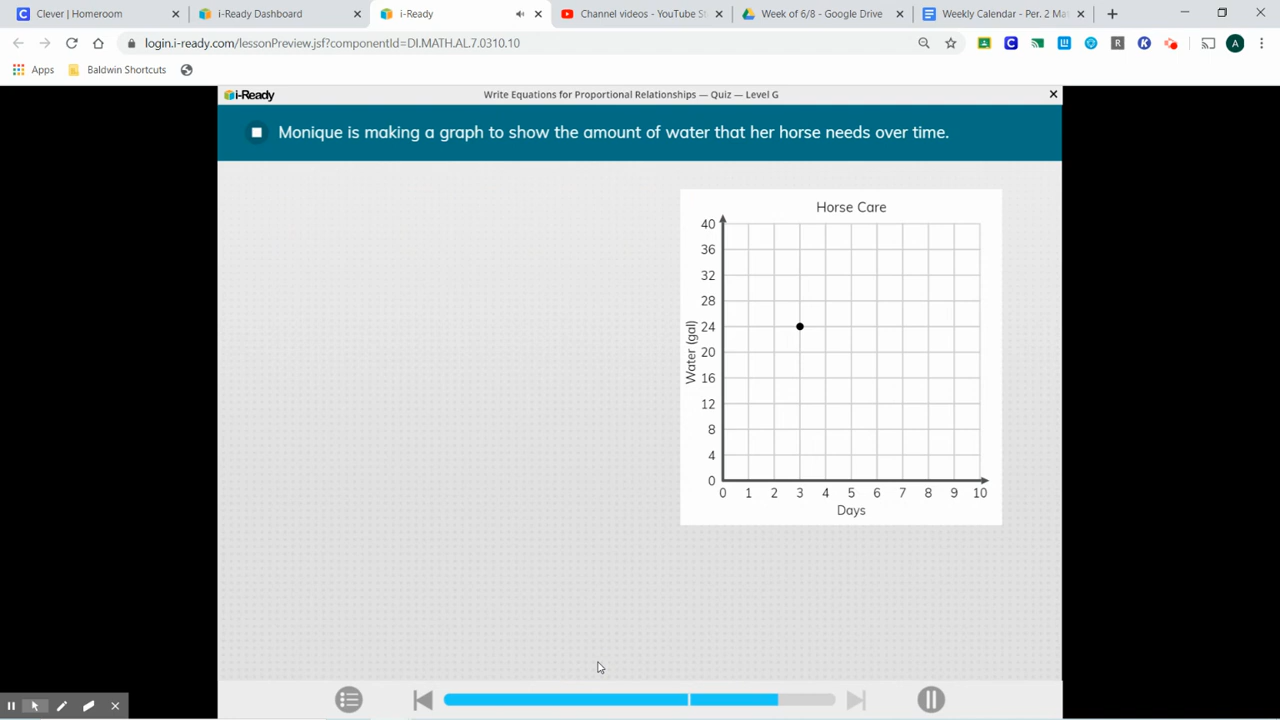 Clever | Homeroom
i-Ready Dashboard
i-Ready
Channel videos - YouTube St
Week of 6/8 - Google Drive
Weekly Calendar - Per. 2 Ma
login.i-ready.com/lessonPreview.jsf?componentId=DI.MATH.AL.7.0310.10
Apps
Baldwin Shortcuts
i-Ready
Write Equations for Proportional Relationships — Quiz — Level G
Monique is making a graph to show the amount of water that her horse needs over time.
Horse Care
40
36
32
28
24
20
16
12
8
4
0
Water (gal)
0 1 2 3 4 5 6 7 8 9 10
Days